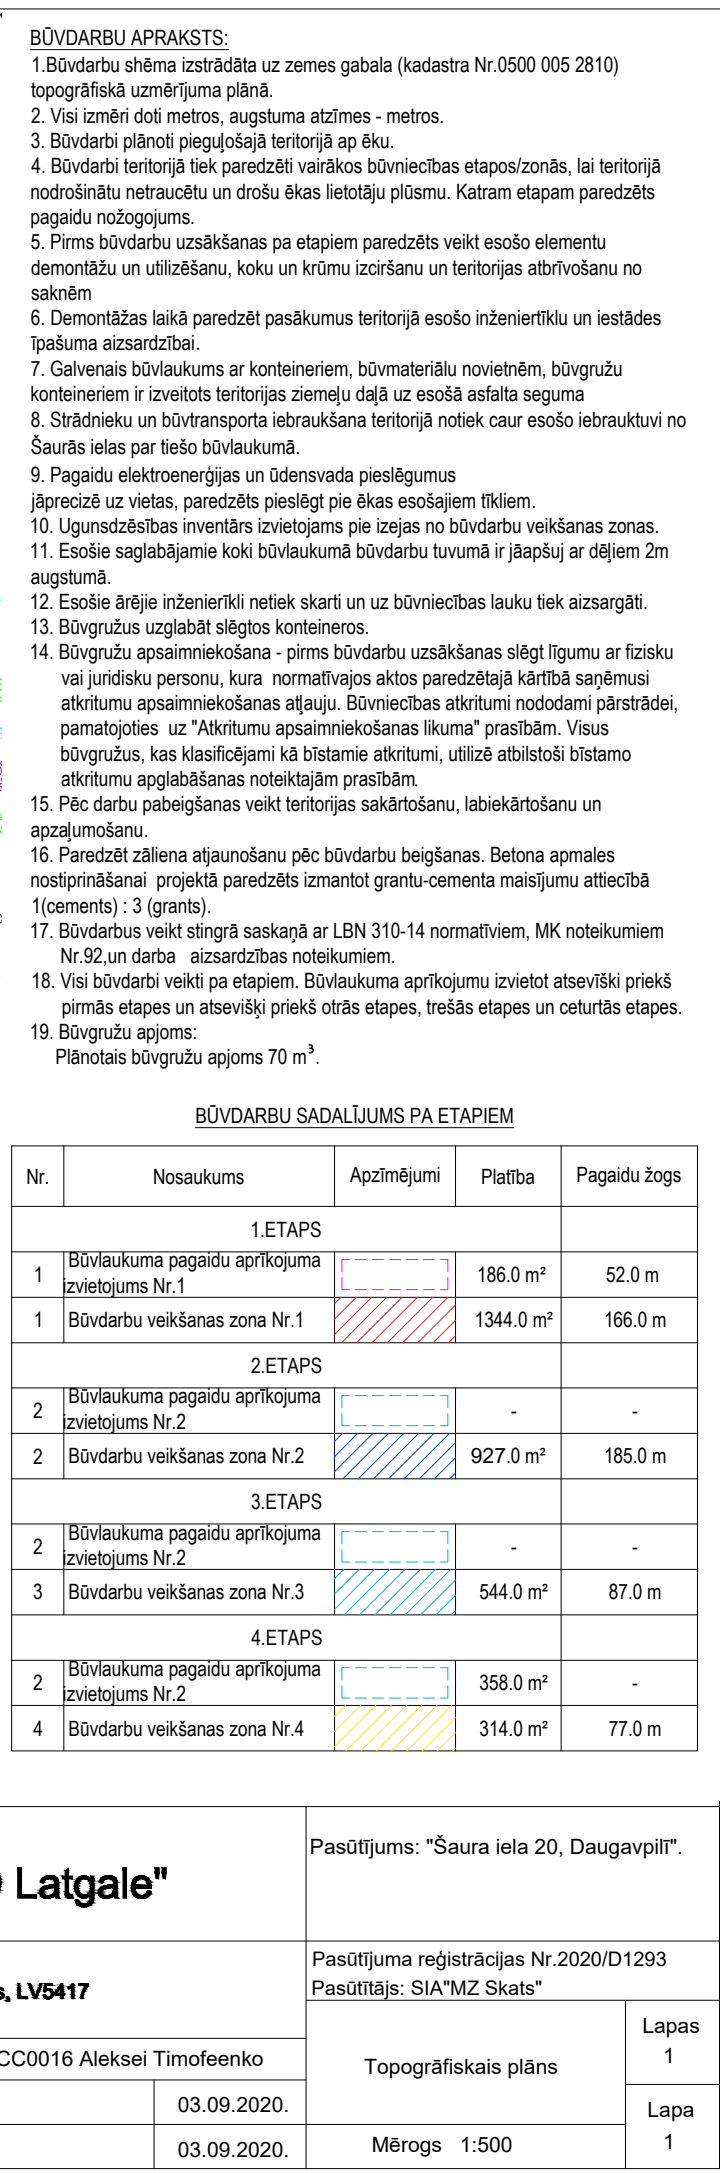 BŪVDARBU APRAKSTS:
1.Būvdarbu shēma izstrādāta uz zemes gabala (kadastra Nr.0500 005 2810)
topogrāfiskā uzmērījuma plānā.
2. Visi izmēri doti metros, augstuma atzīmes - metros.
3. Būvdarbi plānoti pieguļošajā teritorijā ap ēku.
4. Būvdarbi teritorijā tiek paredzēti vairākos būvniecības etapos/zonās, lai teritorijā
nodrošinātu netraucētu un drošu ēkas lietotāju plūsmu. Katram etapam paredzēts
pagaidu nožogojums.
5. Pirms būvdarbu uzsākšanas pa etapiem paredzēts veikt esošo elementu
demontāžu un utilizēšanu, koku un krūmu izciršanu un teritorijas atbrīvošanu no
saknēm
6. Demontāžas laikā paredzēt pasākumus teritorijā esošo inženiertīklu un iestādes
īpašuma aizsardzībai.
7. Galvenais būvlaukums ar konteineriem, būvmateriālu novietnēm, būvgružu
konteineriem ir izveitots teritorijas ziemeļu daļā uz esošā asfalta seguma
8. Strādnieku un būvtransporta iebraukšana teritorijā notiek caur esošo iebrauktuvi no
Šaurās ielas par tiešo būvlaukumā.
9. Pagaidu elektroenerģijas un ūdensvada pieslēgumus
jāprecizē uz vietas, paredzēts pieslēgt pie ēkas esošajiem tīkliem.
10. Ugunsdzēsības inventārs izvietojams pie izejas no būvdarbu veikšanas zonas.
11. Esošie saglabājamie koki būvlaukumā būvdarbu tuvumā ir jāapšuj ar dēļiem 2m
augstumā.
12. Esošie ārējie inženierīkli netiek skarti un uz būvniecības lauku tiek aizsargāti.
13. Būvgružus uzglabāt slēgtos konteineros.
14. Būvgružu apsaimniekošana - pirms būvdarbu uzsākšanas slēgt līgumu ar fizisku
vai juridisku personu, kura normatīvajos aktos paredzētajā kārtībā saņēmusi
atkritumu apsaimniekošanas atļauju. Būvniecības atkritumi nododami pārstrādei,
pamatojoties uz "Atkritumu apsaimniekošanas likuma" prasībām. Visus
būvgružus, kas klasificējami kā bīstamie atkritumi, utilizē atbilstoši bīstamo
atkritumu apglabāšanas noteiktajām prasībām.
15. Pēc darbu pabeigšanas veikt teritorijas sakārtošanu, labiekārtošanu un
apzaļumošanu.
16. Paredzēt zāliena atjaunošanu pēc būvdarbu beigšanas. Betona apmales
nostiprināšanai projektā paredzēts izmantot grantu-cementa maisījumu attiecībā
1(cements) : 3 (grants).
17. Būvdarbus veikt stingrā saskaņā ar LBN 310-14 normatīviem, MK noteikumiem
Nr.92,un darba aizsardzības noteikumiem.
18. Visi būvdarbi veikti pa etapiem. Būvlaukuma aprīkojumu izvietot atsevīški priekš
pirmās etapes un atsevišķi priekš otrās etapes, trešās etapes un ceturtās etapes.
19. Būvgružu apjoms:
Plānotais būvgružu apjoms 70 m³.
BŪVDARBU SADALĪJUMS PA ETAPIEM
Nr. Nosaukums Apzīmējumi Platība Pagaidu žogs
1.ETAPS
1 Būvlaukuma pagaidu aprīkojuma
izvietojums Nr.1 186.0 m² 52.0 m
1 Būvdarbu veikšanas zona Nr.1 1344.0 m² 166.0 m
2.ETAPS
2 Būvlaukuma pagaidu aprīkojuma
izvietojums Nr.2 - -
2 Būvdarbu veikšanas zona Nr.2 927.0 m² 185.0 m
3.ETAPS
2 Būvlaukuma pagaidu aprīkojuma
izvietojums Nr.2 - -
3 Būvdarbu veikšanas zona Nr.3 544.0 m² 87.0 m
4.ETAPS
2 Būvlaukuma pagaidu aprīkojuma
izvietojums Nr.2 358.0 m² -
4 Būvdarbu veikšanas zona Nr.4 314.0 m² 77.0 m
Latgale"
Pasūtījums: "Šaura iela 20, Daugavpilī".
s, LV5417
Pasūtījuma reģistrācijas Nr.2020/D1293
Pasūtītājs: SIA"MZ Skats"
CC0016 Aleksei Timofeenko
Topogrāfiskais plāns
Lapas
1
03.09.2020.
Lapa
1
03.09.2020.
Mērogs 1:500